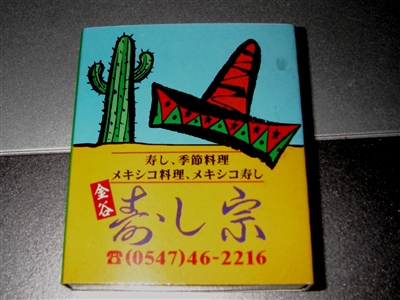 寿し、季節料理
メキシコ料理、メキシコ寿し
金谷
寿し宗
☎(0547)46-2216